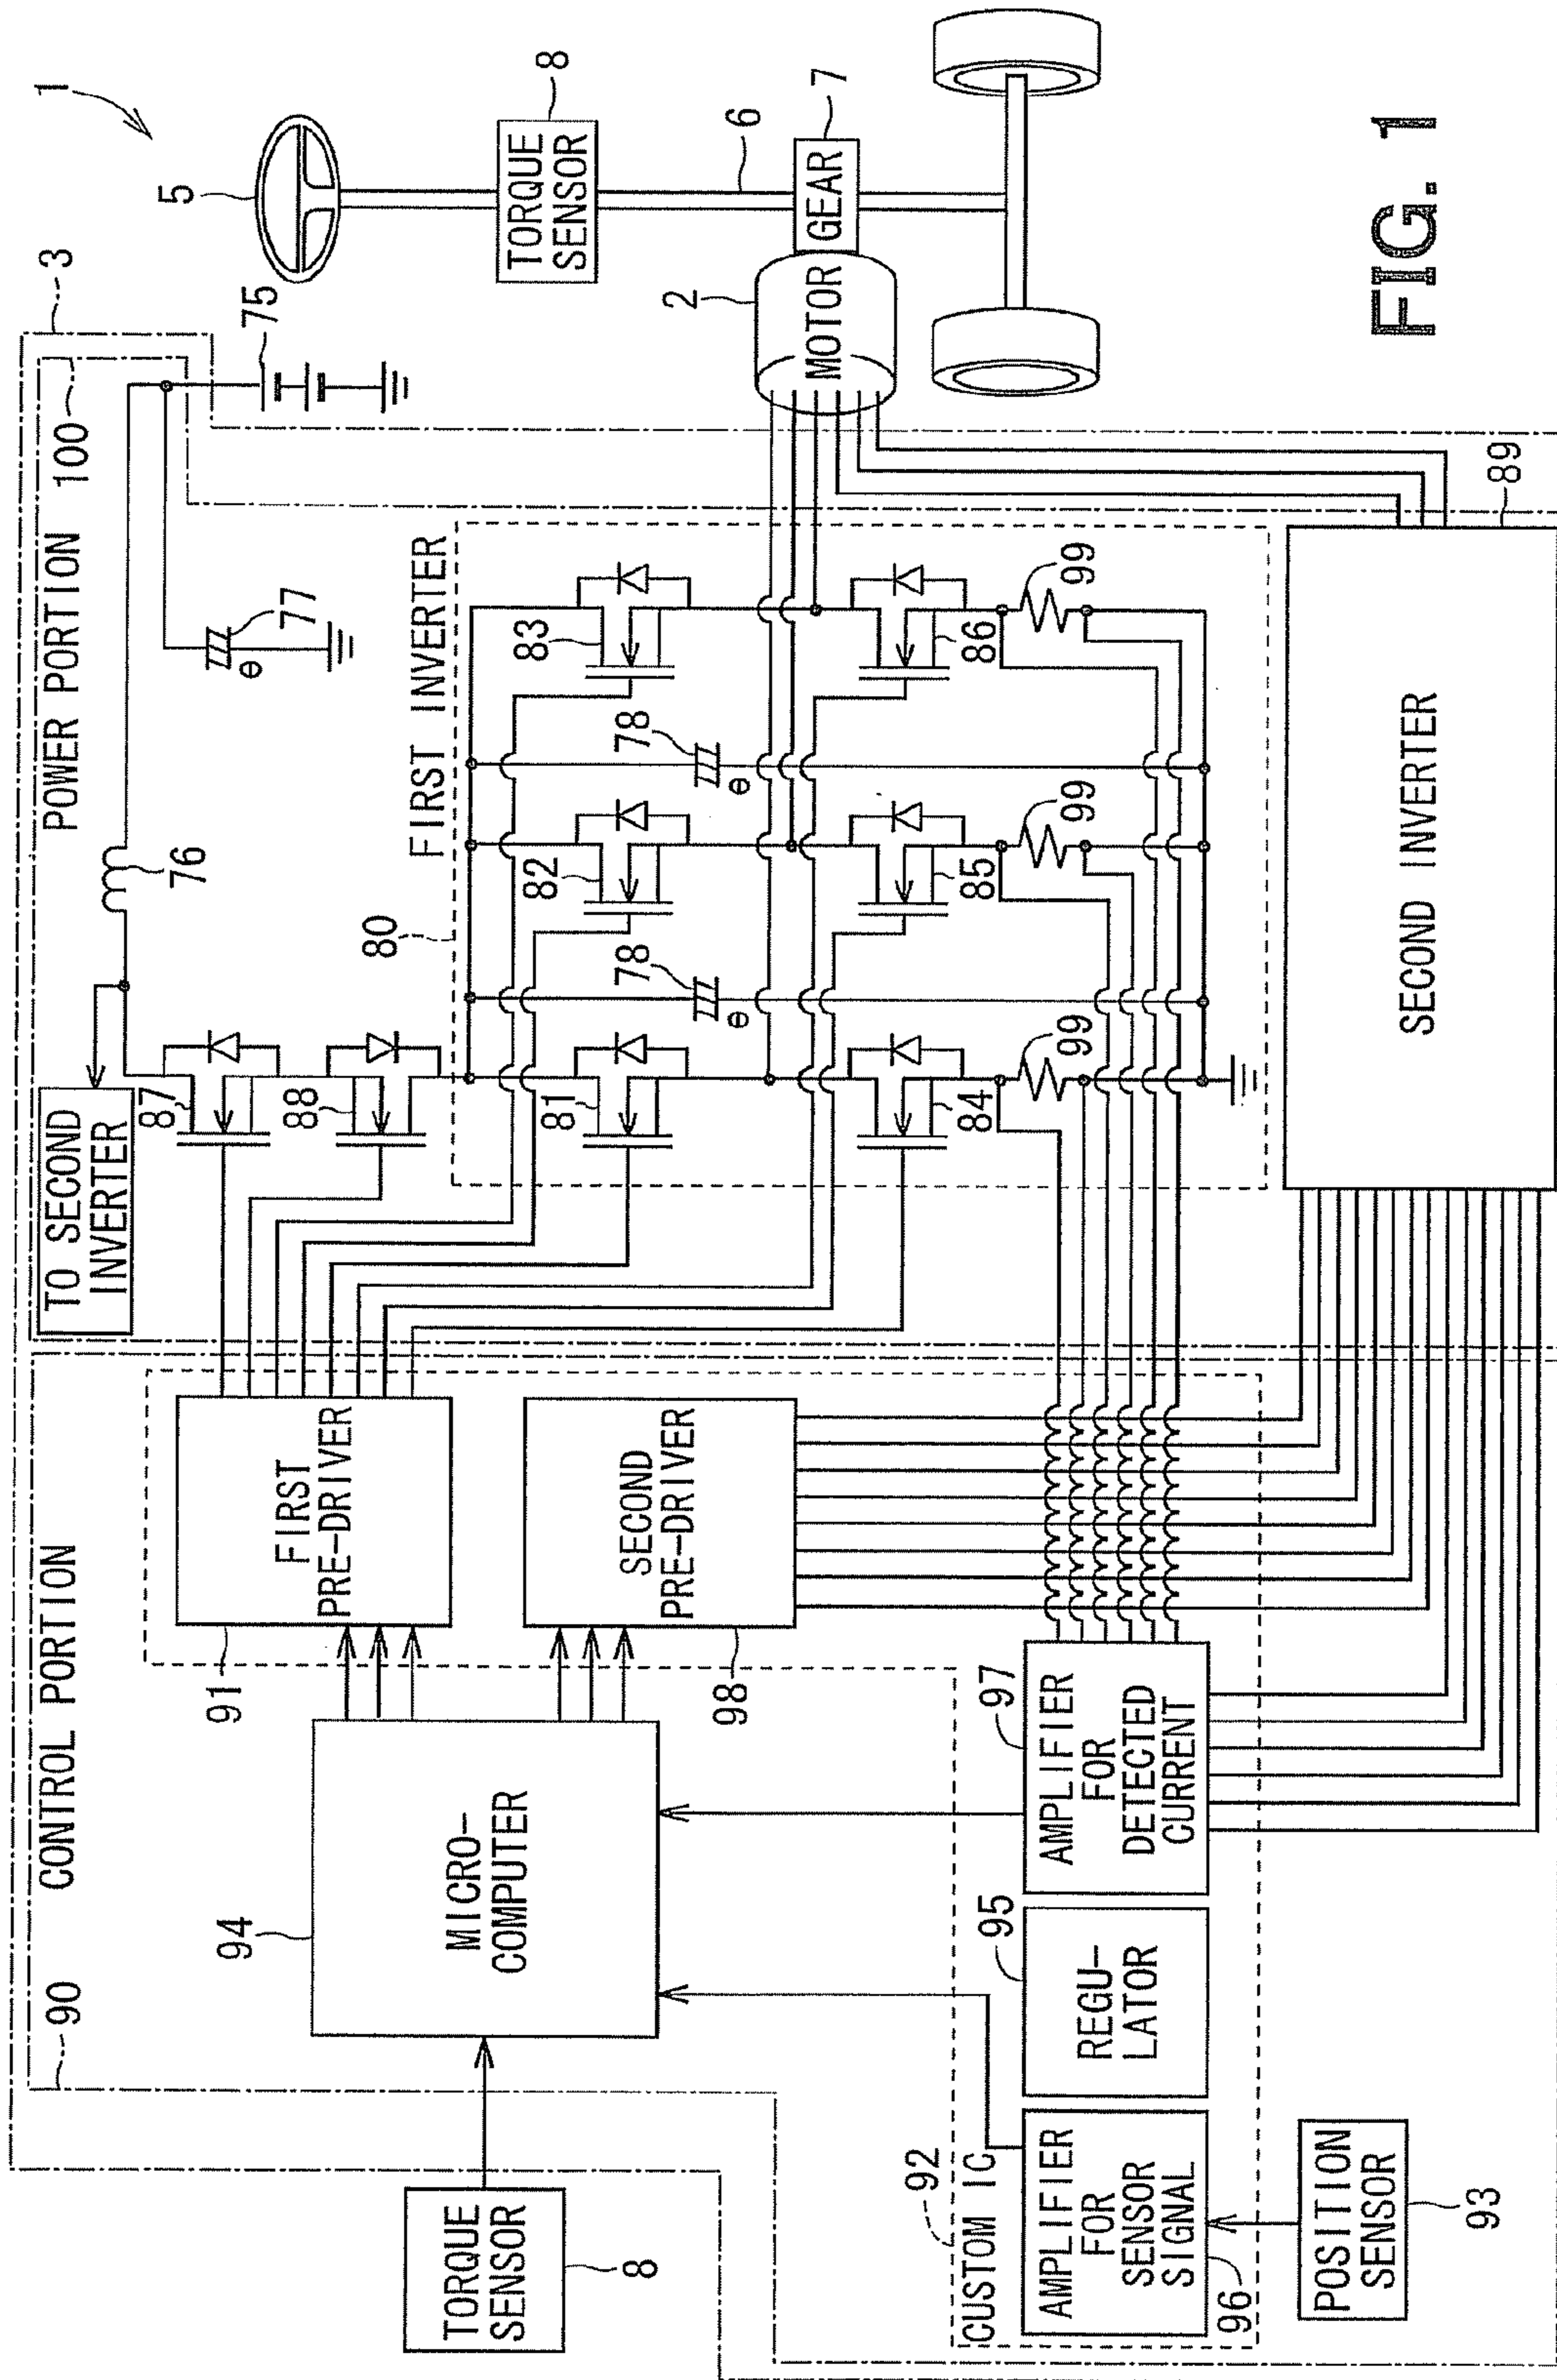 CONTROL PORTION
90
POWER PORTION
100
3
1
TO SECOND
INVERTER
76
77
75
5
87
88
FIRST
PRE-DRIVER
91
MICRO-
COMPUTER
94
TORQUE
SENSOR
8
SECOND
PRE-DRIVER
98
80
FIRST INVERTER
81
82
83
78
78
⊖
⊖
⊖
84
85
86
99
99
99
TORQUE
SENSOR
8
6
2
MOTOR
GEAR
7
92
CUSTOM IC
AMPLIFIER
FOR
SENSOR
SIGNAL
96
REGU-
LATOR
95
AMPLIFIER
FOR
DETECTED
CURRENT
97
POSITION
SENSOR
93
SECOND INVERTER
89
FIG. 1